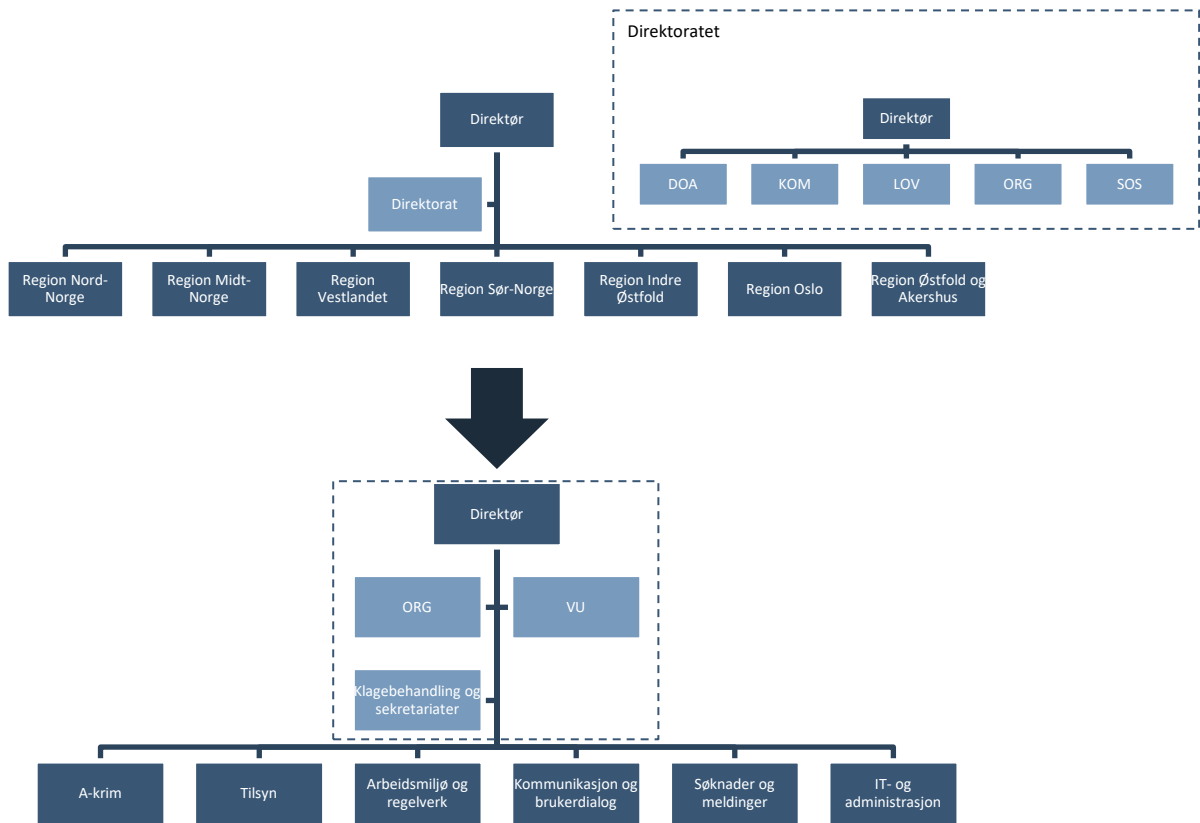 Direktoratet
Direktør
Direktør
Direktorat
DOA
KOM
LOV
ORG
SOS
Region Nord-
Norge
Region Midt-
Norge
Region
Vestlandet
Region Sør-Norge
Region Indre
Østfold
Region Oslo
Region Østfold og
Akershus
Direktør
ORG
VU
Klagebehandling og
sekretariater
A-krim
Tilsyn
Arbeidsmiljø og
regelverk
Kommunikasjon og
brukerdialog
Søknader og
meldinger
IT- og
administrasjon